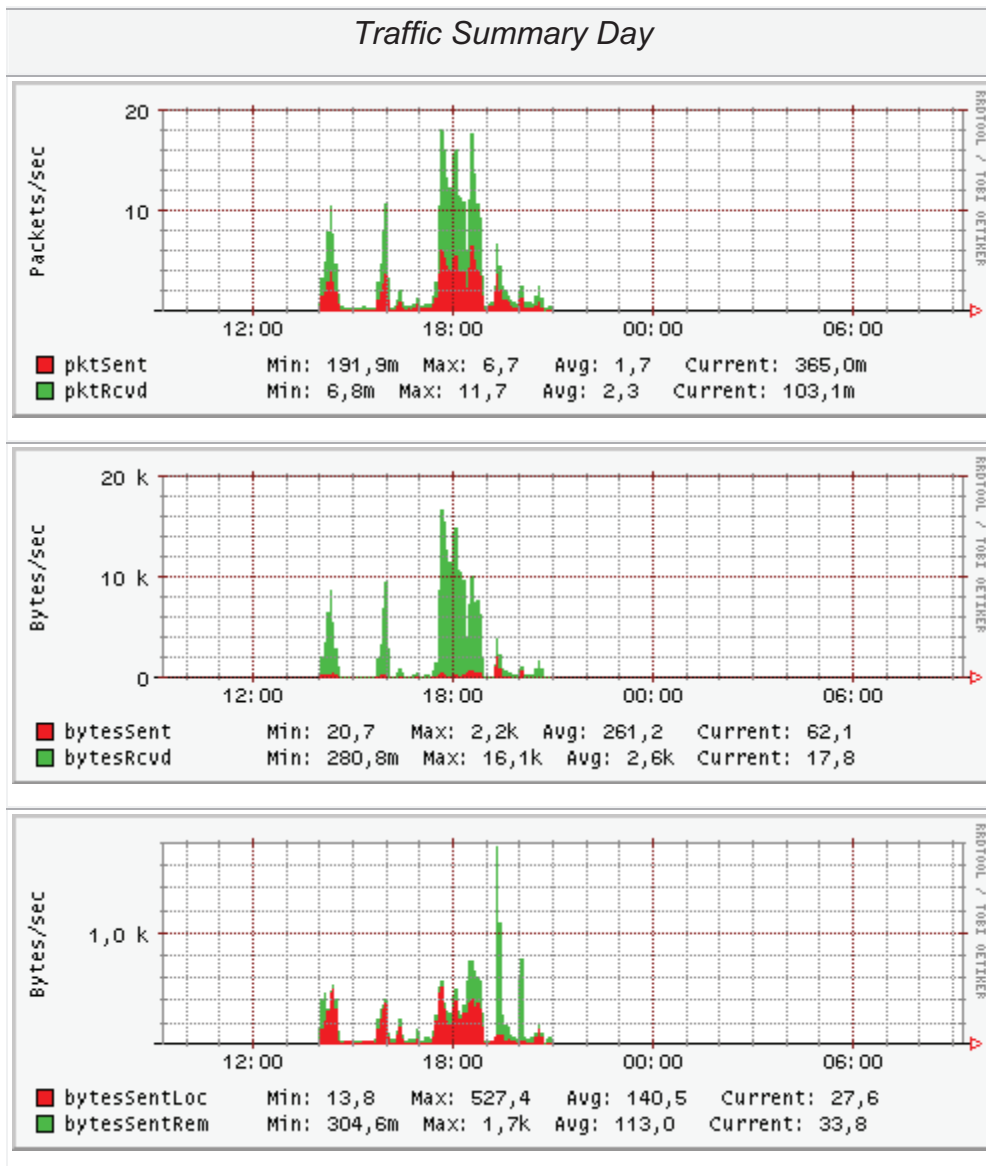 Traffic Summary Day
Packets/sec
20
10
0
12:00 18:00 00:00 06:00
pktSent Min: 191,9m Max: 6,7 Avg: 1,7 Current: 365,0m
pktRcvd Min: 6,8m Max: 11,7 Avg: 2,3 Current: 103,1m
RRDTOOL / TOBI OETIKER
Bytes/sec
20 k
10 k
0
12:00 18:00 00:00 06:00
bytesSent Min: 20,7 Max: 2,2k Avg: 261,2 Current: 62,1
bytesRcvd Min: 280,8m Max: 16,1k Avg: 2,6k Current: 17,8
RRDTOOL / TOBI OETIKER
Bytes/sec
1,0 k
0
12:00 18:00 00:00 06:00
bytesSentLoc Min: 13,8 Max: 527,4 Avg: 140,5 Current: 27,6
bytesSentRem Min: 304,6m Max: 1,7k Avg: 113,0 Current: 33,8
RRDTOOL / TOBI OETIKER